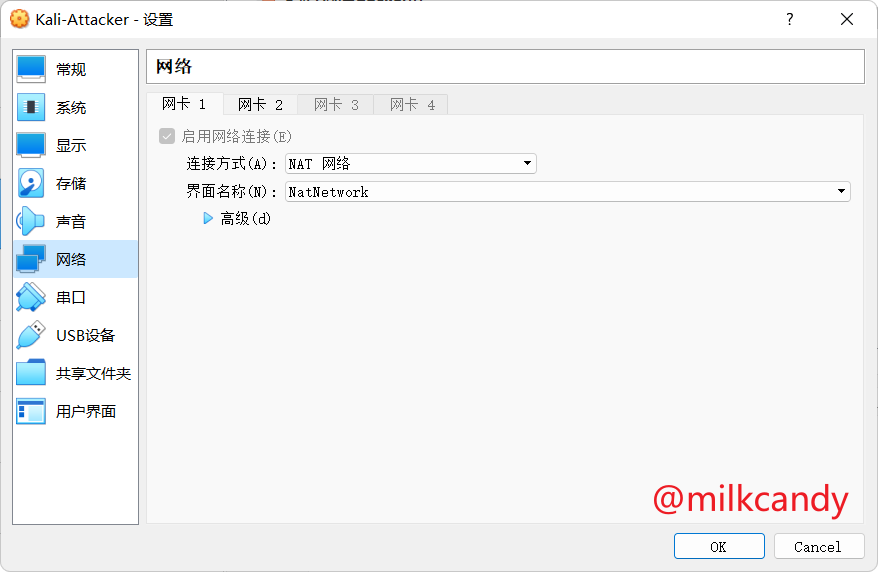 Kali-Attacker - 设置
?
常规
系统
显示
存储
声音
网络
串口
USB设备
共享文件夹
用户界面
网络
网卡 1 网卡 2 网卡 3 网卡 4
启用网络连接(E)
连接方式(A): NAT 网络
界面名称(N): NatNetwork
高级(d)
@milkcandy
OK Cancel